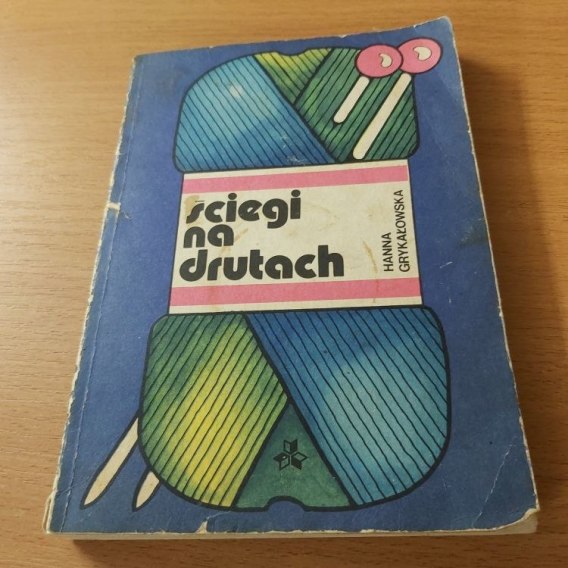 ściegi
na
drutach
HANNA
GRYKAŁOWSKA